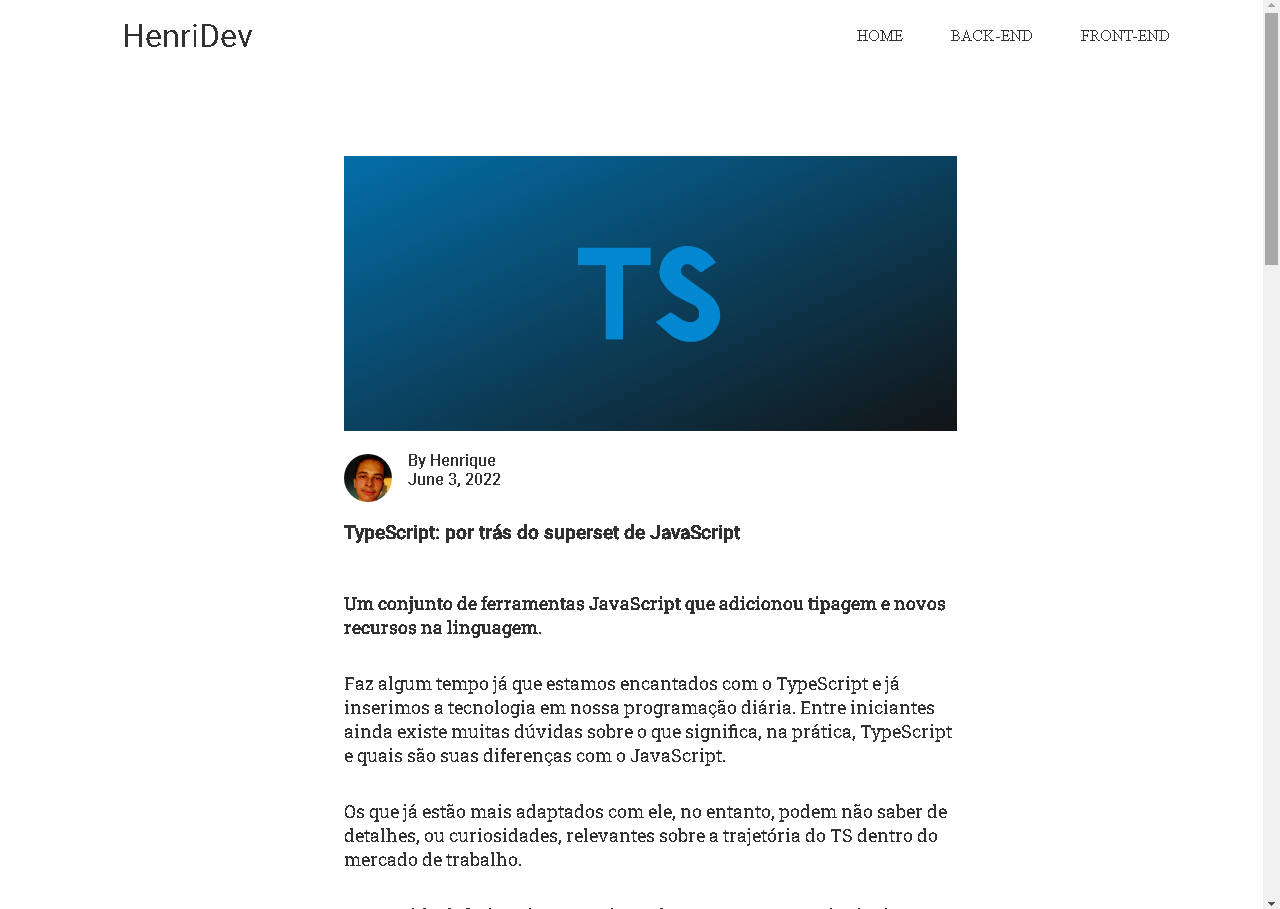 HenriDev
HOME BACK-END FRONT-END
TS
By Henrique
June 3, 2022
TypeScript: por trás do superset de JavaScript
Um conjunto de ferramentas JavaScript que adicionou tipagem e novos
recursos na linguagem.
Faz algum tempo já que estamos encantados com o TypeScript e já
inserimos a tecnologia em nossa programação diária. Entre iniciantes
ainda existe muitas dúvidas sobre o que significa, na prática, TypeScript
e quais são suas diferenças com o JavaScript.
Os que já estão mais adaptados com ele, no entanto, podem não saber de
detalhes, ou curiosidades, relevantes sobre a trajetória do TS dentro do
mercado de trabalho.